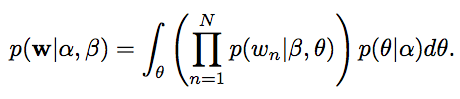 p(w|α, β) = ∫_θ ( ∏_{n=1}^{N} p(w_n|β, θ) ) p(θ|α)dθ.